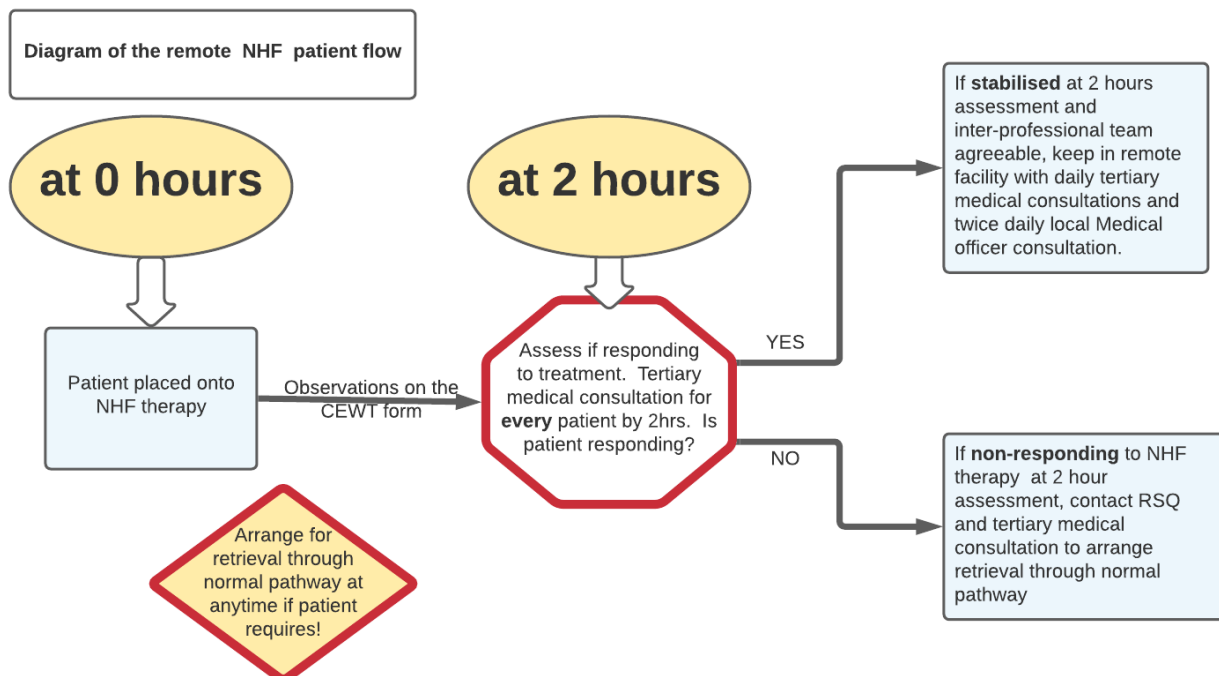 Diagram of the remote NHF patient flow
at 0 hours
Patient placed onto
NHF therapy
Observations on the
CEWT form
Arrange for
retrieval through
normal pathway at
anytime if patient
requires!
at 2 hours
Assess if responding
to treatment. Tertiary
medical consultation for
every patient by 2hrs. Is
patient responding?
YES
If stabilised at 2 hours
assessment and
inter-professional team
agreeable, keep in remote
facility with daily tertiary
medical consultations and
twice daily local Medical
officer consultation.
NO
If non-responding to NHF
therapy at 2 hour
assessment, contact RSQ
and tertiary medical
consultation to arrange
retrieval through normal
pathway